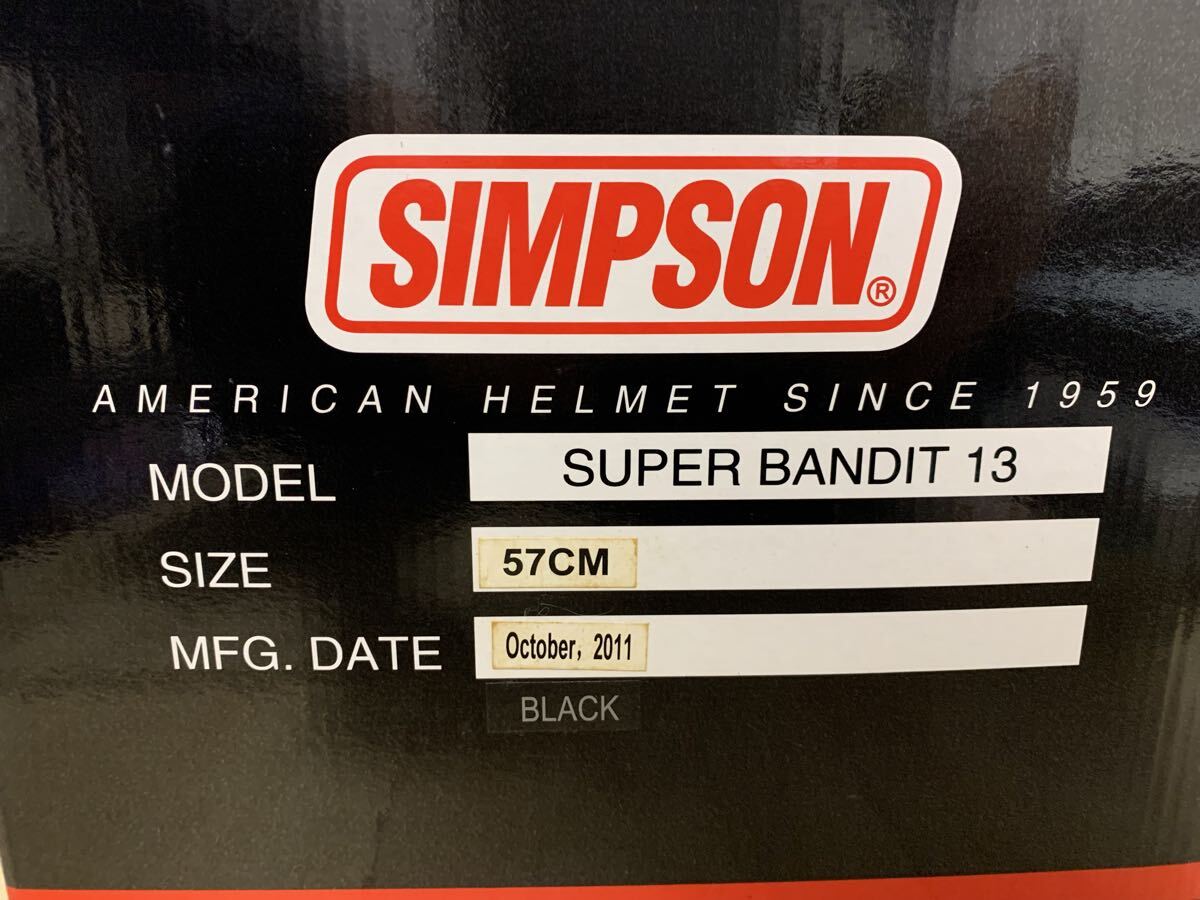 SIMPSON®
AMERICAN HELMET SINCE 1959
MODEL SUPER BANDIT 13
SIZE 57CM
MFG. DATE October, 2011
BLACK